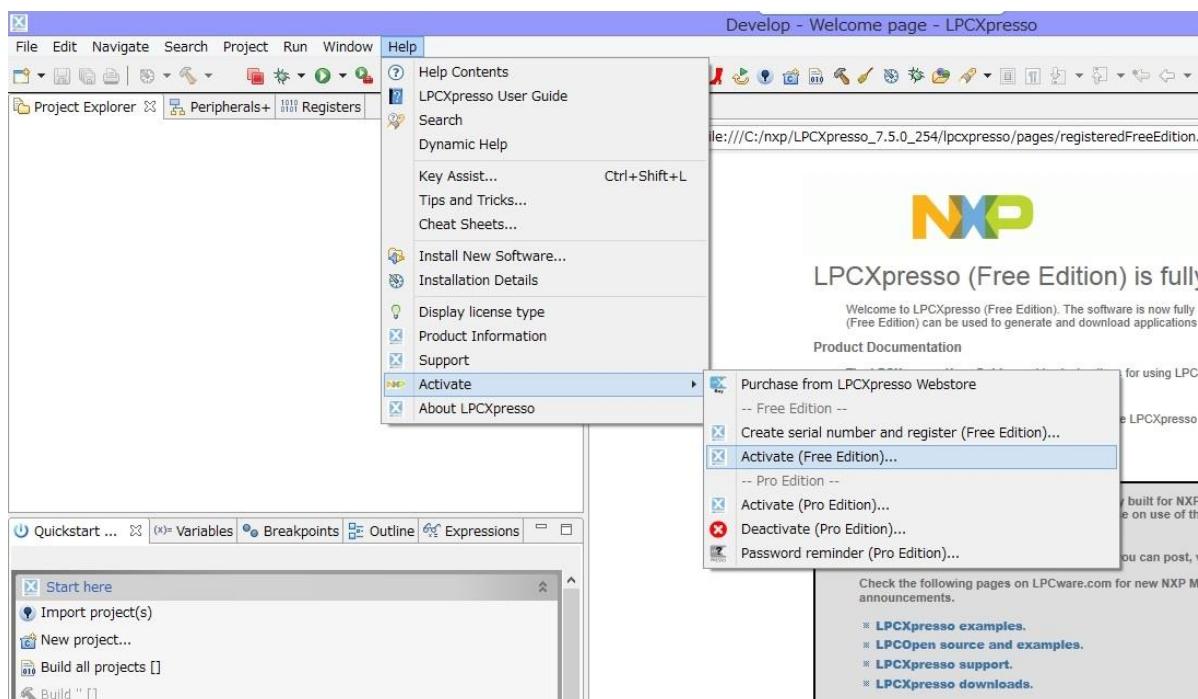 Develop - Welcome page - LPCXpresso
File Edit Navigate Search Project Run Window Help
Project Explorer Peripherals+ Registers
Help Contents
LPCXpresso User Guide
Search
Dynamic Help
Key Assist... Ctrl+Shift+L
Tips and Tricks...
Cheat Sheets...
Install New Software...
Installation Details
Display license type
Product Information
Support
Activate
About LPCXpresso
Purchase from LPCXpresso Webstore
-- Free Edition --
Create serial number and register (Free Edition)...
Activate (Free Edition)...
-- Pro Edition --
Activate (Pro Edition)...
Deactivate (Pro Edition)...
Password reminder (Pro Edition)...
ile:///C:/nxp/LPCXpresso_7.5.0_254/lpcxpresso/pages/registeredFreeEdition.
NXP
LPCXpresso (Free Edition) is fully
Welcome to LPCXpresso (Free Edition). The software is now fully
(Free Edition) can be used to generate and download applications
Product Documentation
for using LPC
LPCXpresso
built for NXP
e on use of th
ou can post,
Check the following pages on LPCware.com for new NXP M
announcements.
LPCXpresso examples.
LPCOpen source and examples.
LPCXpresso support.
LPCXpresso downloads.
Quickstart ... (x)= Variables Breakpoints Outline Expressions
Start here
Import project(s)
New project...
Build all projects []
Build '' []